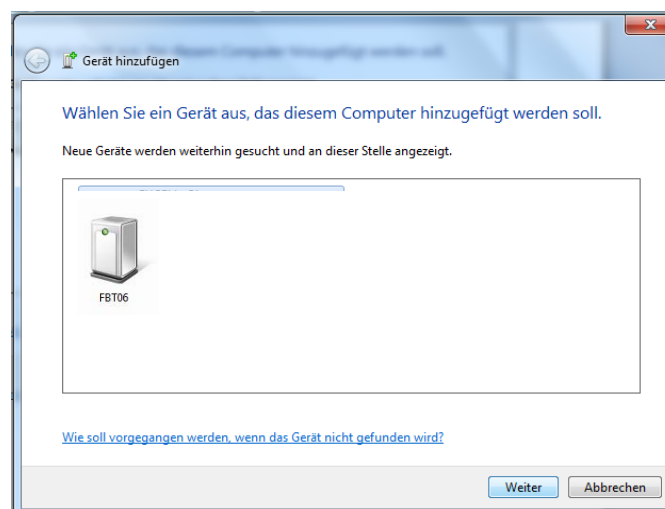 Gerät hinzufügen
Wählen Sie ein Gerät aus, das diesem Computer hinzugefügt werden soll.
Neue Geräte werden weiterhin gesucht und an dieser Stelle angezeigt.
FBT06
Wie soll vorgegangen werden, wenn das Gerät nicht gefunden wird?
Weiter
Abbrechen